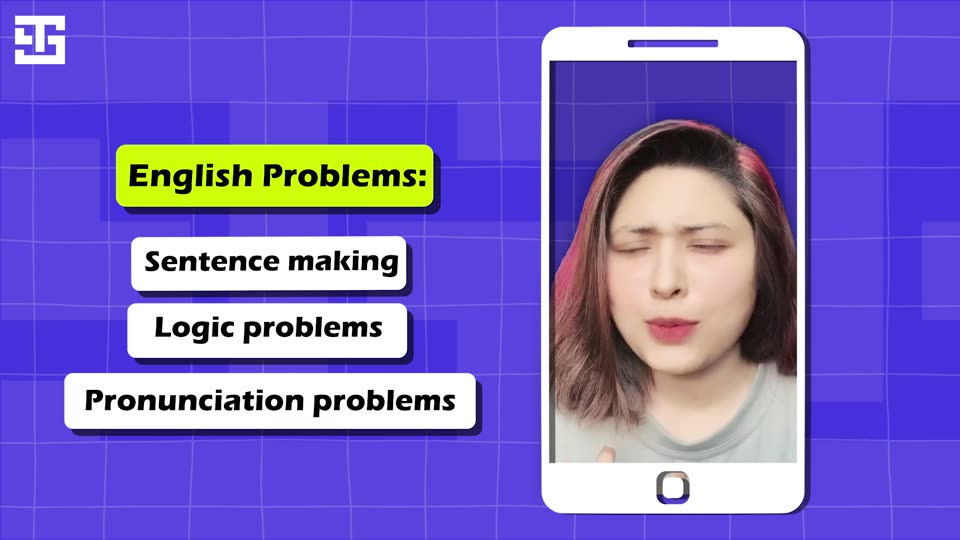 English Problems:
Sentence making
Logic problems
Pronunciation problems